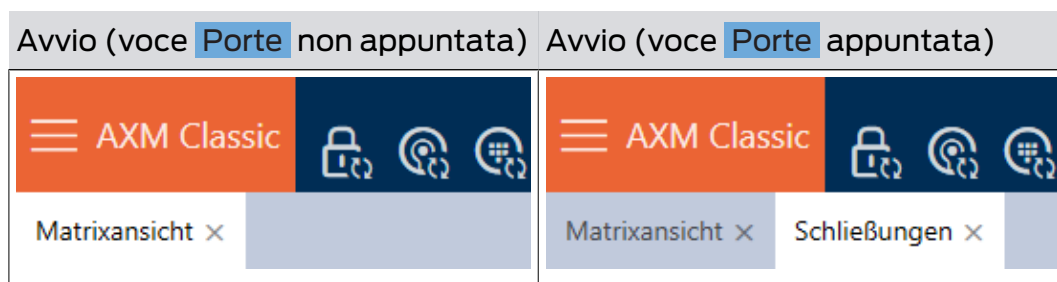 Avvio (voce Porte non appuntata)
Avvio (voce Porte appuntata)
AXM Classic
Matrixansicht ×
AXM Classic
Matrixansicht ×
Schließungen ×